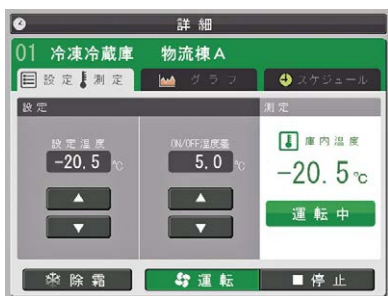 詳細
01 冷凍冷蔵庫 物流棟A
設定 測定 グラフ スケジュール
設定 測定
設定温度 ON/OFF温度差 庫内温度
-20.5 ℃ 5.0 ℃ -20.5 ℃
運転中
除霜 運転 停止